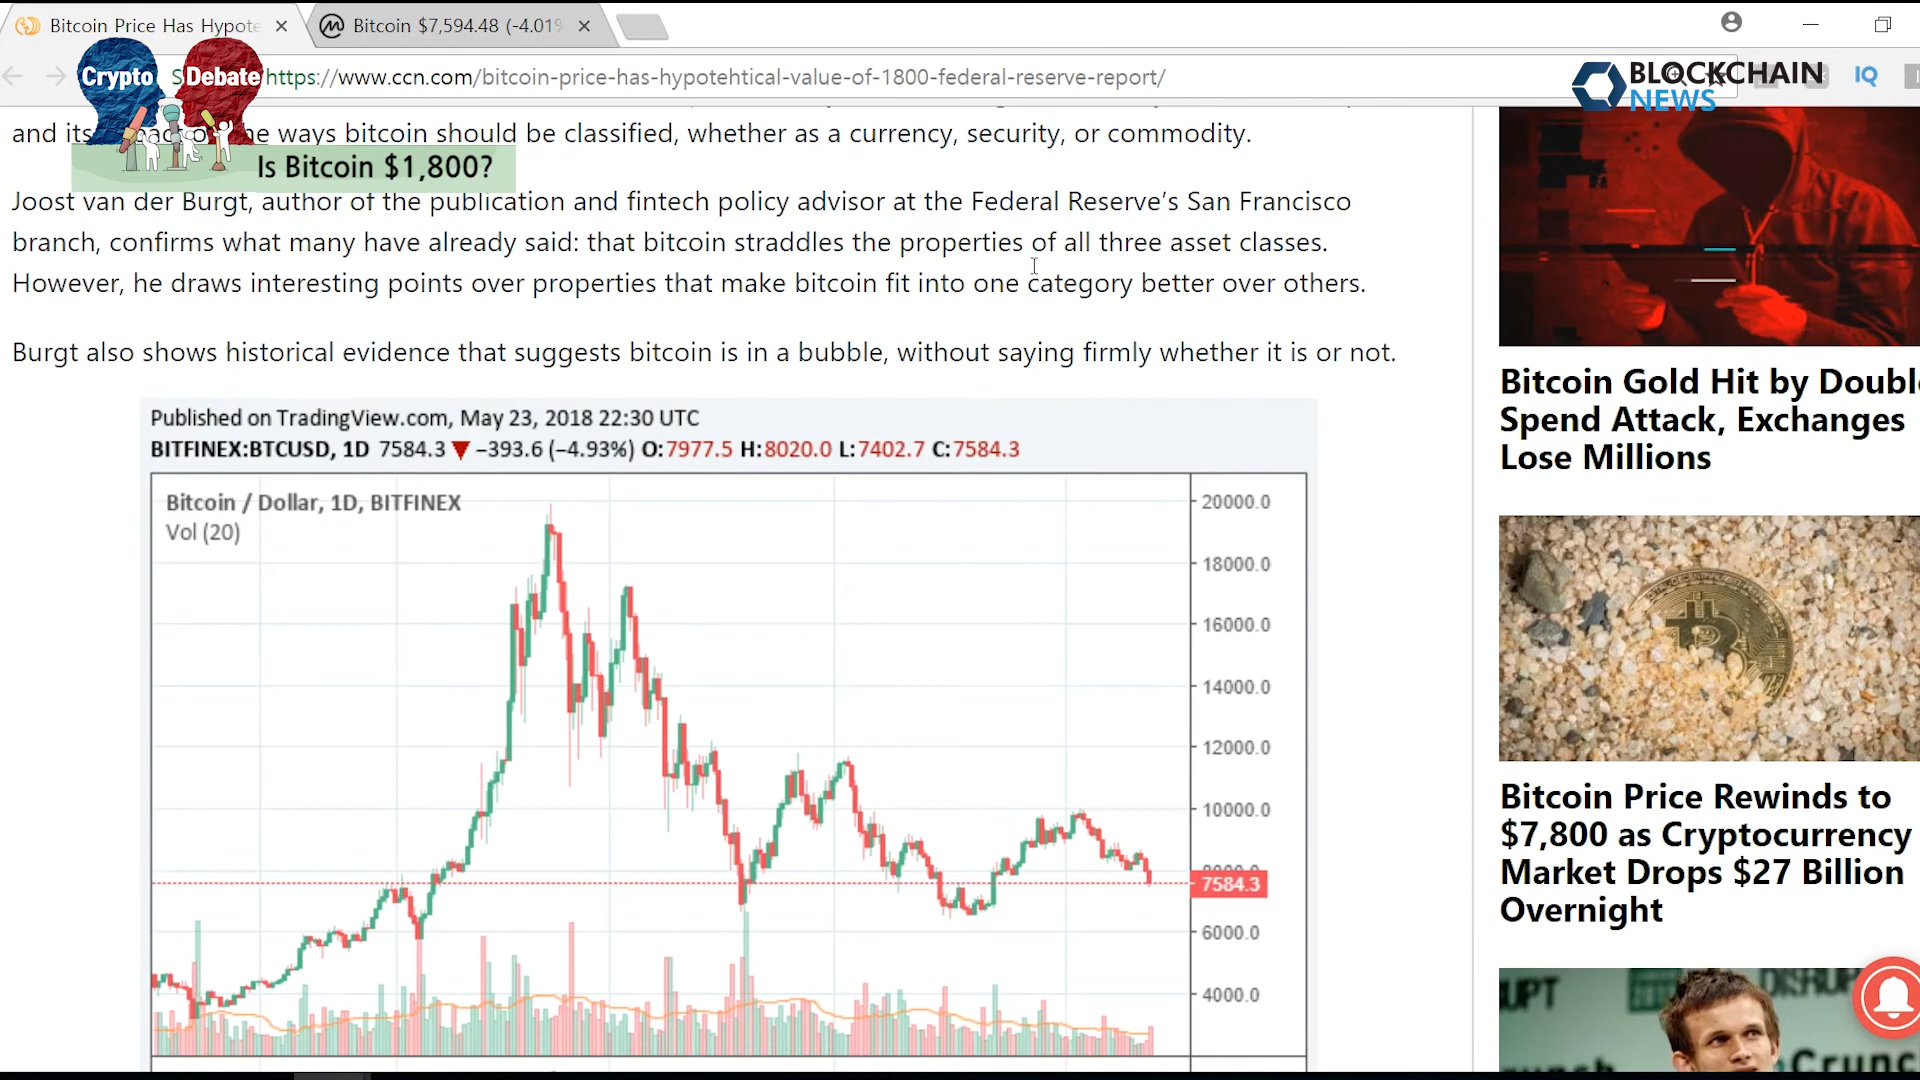 Bitcoin Price Has Hypote
Bitcoin $7,594.48 (-4.01%
Crypto Debate
https://www.ccn.com/bitcoin-price-has-hypotehtical-value-of-1800-federal-reserve-report/
BLOCKCHAIN
NEWS
IQ
and its he ways bitcoin should be classified, whether as a currency, security, or commodity.
Is Bitcoin $1,800?
Joost van der Burgt, author of the publication and fintech policy advisor at the Federal Reserve’s San Francisco
branch, confirms what many have already said: that bitcoin straddles the properties of all three asset classes.
However, he draws interesting points over properties that make bitcoin fit into one category better over others.
Burgt also shows historical evidence that suggests bitcoin is in a bubble, without saying firmly whether it is or not.
Published on TradingView.com, May 23, 2018 22:30 UTC
BITFINEX:BTCUSD, 1D 7584.3 ▼ −393.6 (−4.93%) O:7977.5 H:8020.0 L:7402.7 C:7584.3
Bitcoin / Dollar, 1D, BITFINEX
Vol (20)
20000.0
18000.0
16000.0
14000.0
12000.0
10000.0
7584.3
6000.0
4000.0
Bitcoin Gold Hit by Doubl
Spend Attack, Exchanges
Lose Millions
Bitcoin Price Rewinds to
$7,800 as Cryptocurrency
Market Drops $27 Billion
Overnight